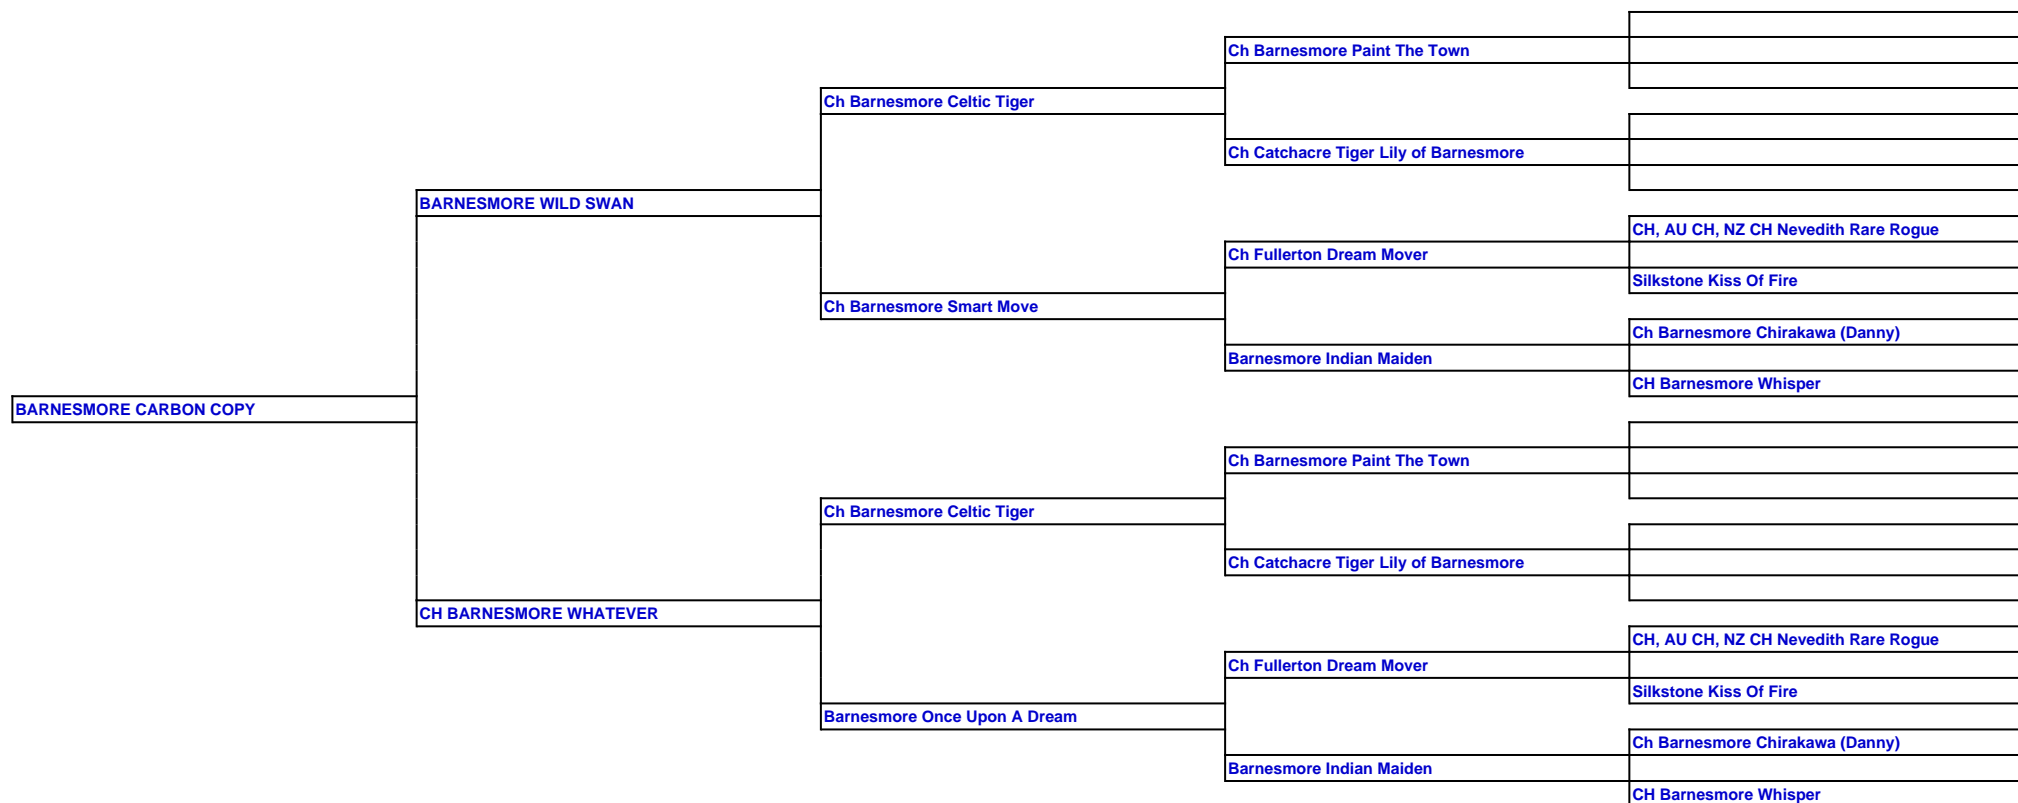 Ch Barnesmore Paint The Town
Ch Barnesmore Celtic Tiger
Ch Catchacre Tiger Lily of Barnesmore
BARNESMORE WILD SWAN
CH, AU CH, NZ CH Nevedith Rare Rogue
Ch Fullerton Dream Mover
Silkstone Kiss Of Fire
Ch Barnesmore Smart Move
Ch Barnesmore Chirakawa (Danny)
Barnesmore Indian Maiden
CH Barnesmore Whisper
BARNESMORE CARBON COPY
Ch Barnesmore Paint The Town
Ch Barnesmore Celtic Tiger
Ch Catchacre Tiger Lily of Barnesmore
CH BARNESMORE WHATEVER
CH, AU CH, NZ CH Nevedith Rare Rogue
Ch Fullerton Dream Mover
Silkstone Kiss Of Fire
Barnesmore Once Upon A Dream
Ch Barnesmore Chirakawa (Danny)
Barnesmore Indian Maiden
CH Barnesmore Whisper